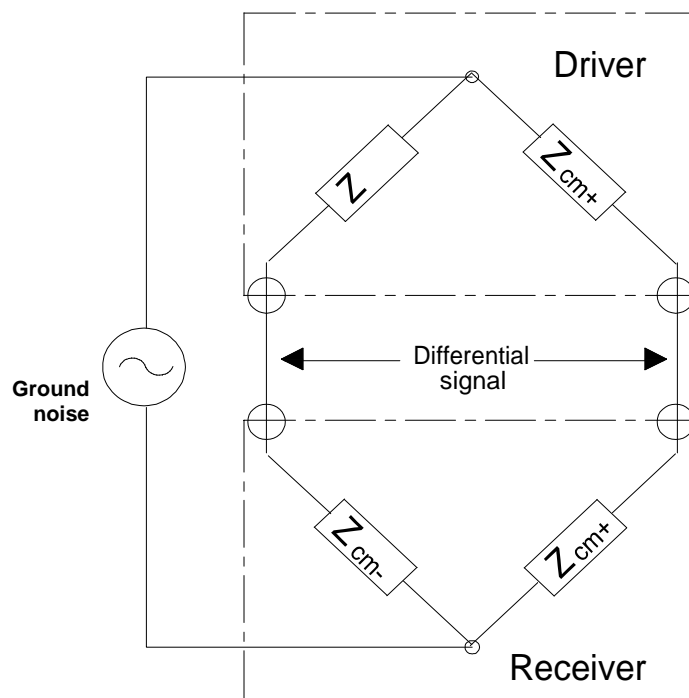 Driver
Z
Z cm+
Differential
signal
Ground
noise
Z cm-
Z cm+
Receiver